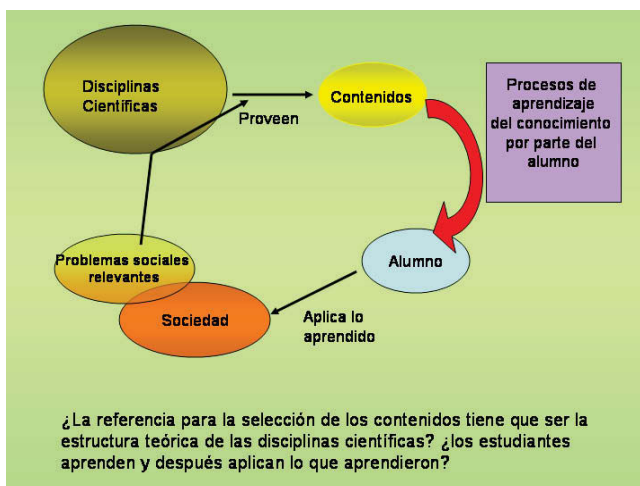 Disciplinas
Científicas
Proveen
Contenidos
Procesos de
aprendizaje
del conocimiento
por parte del
alumno
Problemas sociales
relevantes
Sociedad
Alumno
Aplica lo
aprendido
¿La referencia para la selección de los contenidos tiene que ser la
estructura teórica de las disciplinas científicas? ¿los estudiantes
aprenden y después aplican lo que aprendieron?